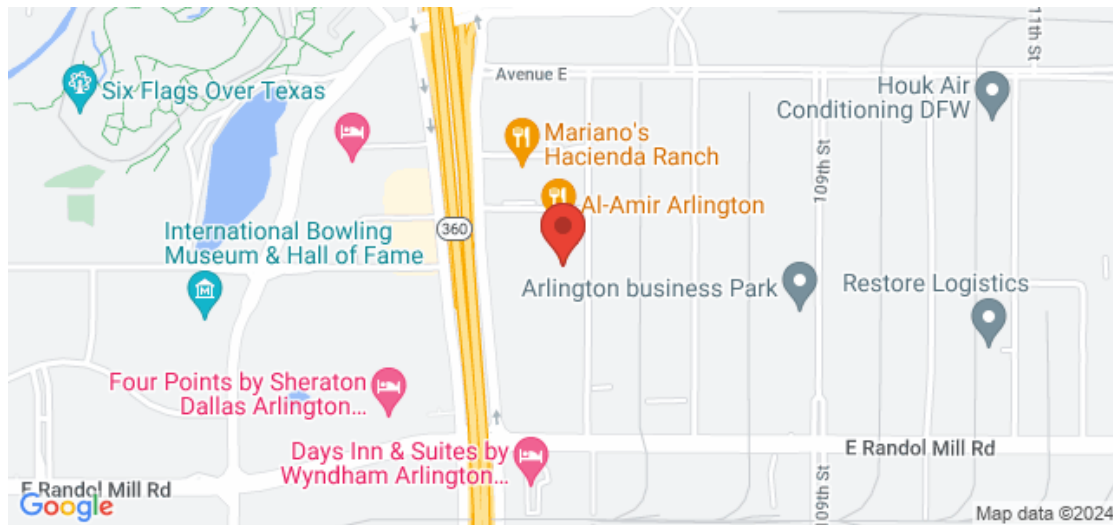 11th St
Avenue E
Six Flags Over Texas
Houk Air
Conditioning DFW
Mariano's
Hacienda Ranch
109th St
Al-Amir Arlington
International Bowling
Museum & Hall of Fame
360
M
Arlington business Park
Restore Logistics
Four Points by Sheraton
Dallas Arlington...
Days Inn & Suites by
Wyndham Arlington...
E Randol Mill Rd
109th St
E Randol Mill Rd
Google
Map data ©2024